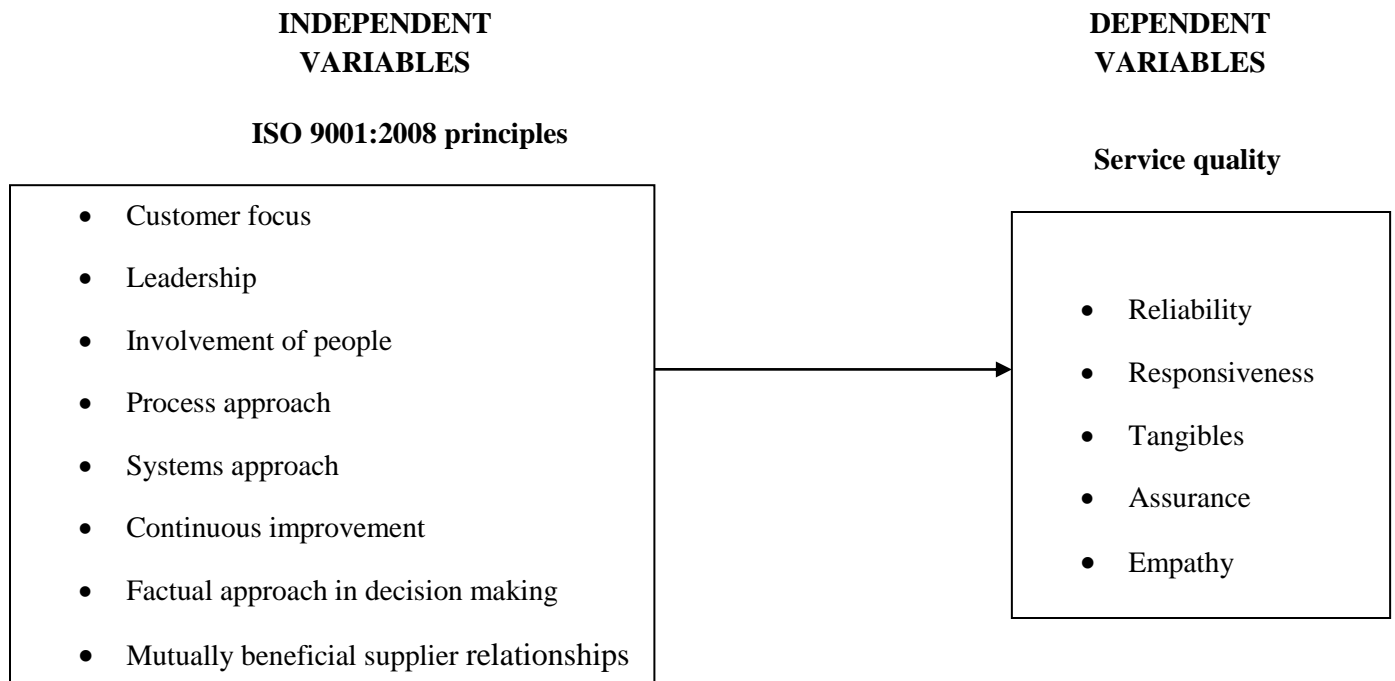 INDEPENDENT
VARIABLES
ISO 9001:2008 principles
• Customer focus
• Leadership
• Involvement of people
• Process approach
• Systems approach
• Continuous improvement
• Factual approach in decision making
• Mutually beneficial supplier relationships
DEPENDENT
VARIABLES
Service quality
• Reliability
• Responsiveness
• Tangibles
• Assurance
• Empathy